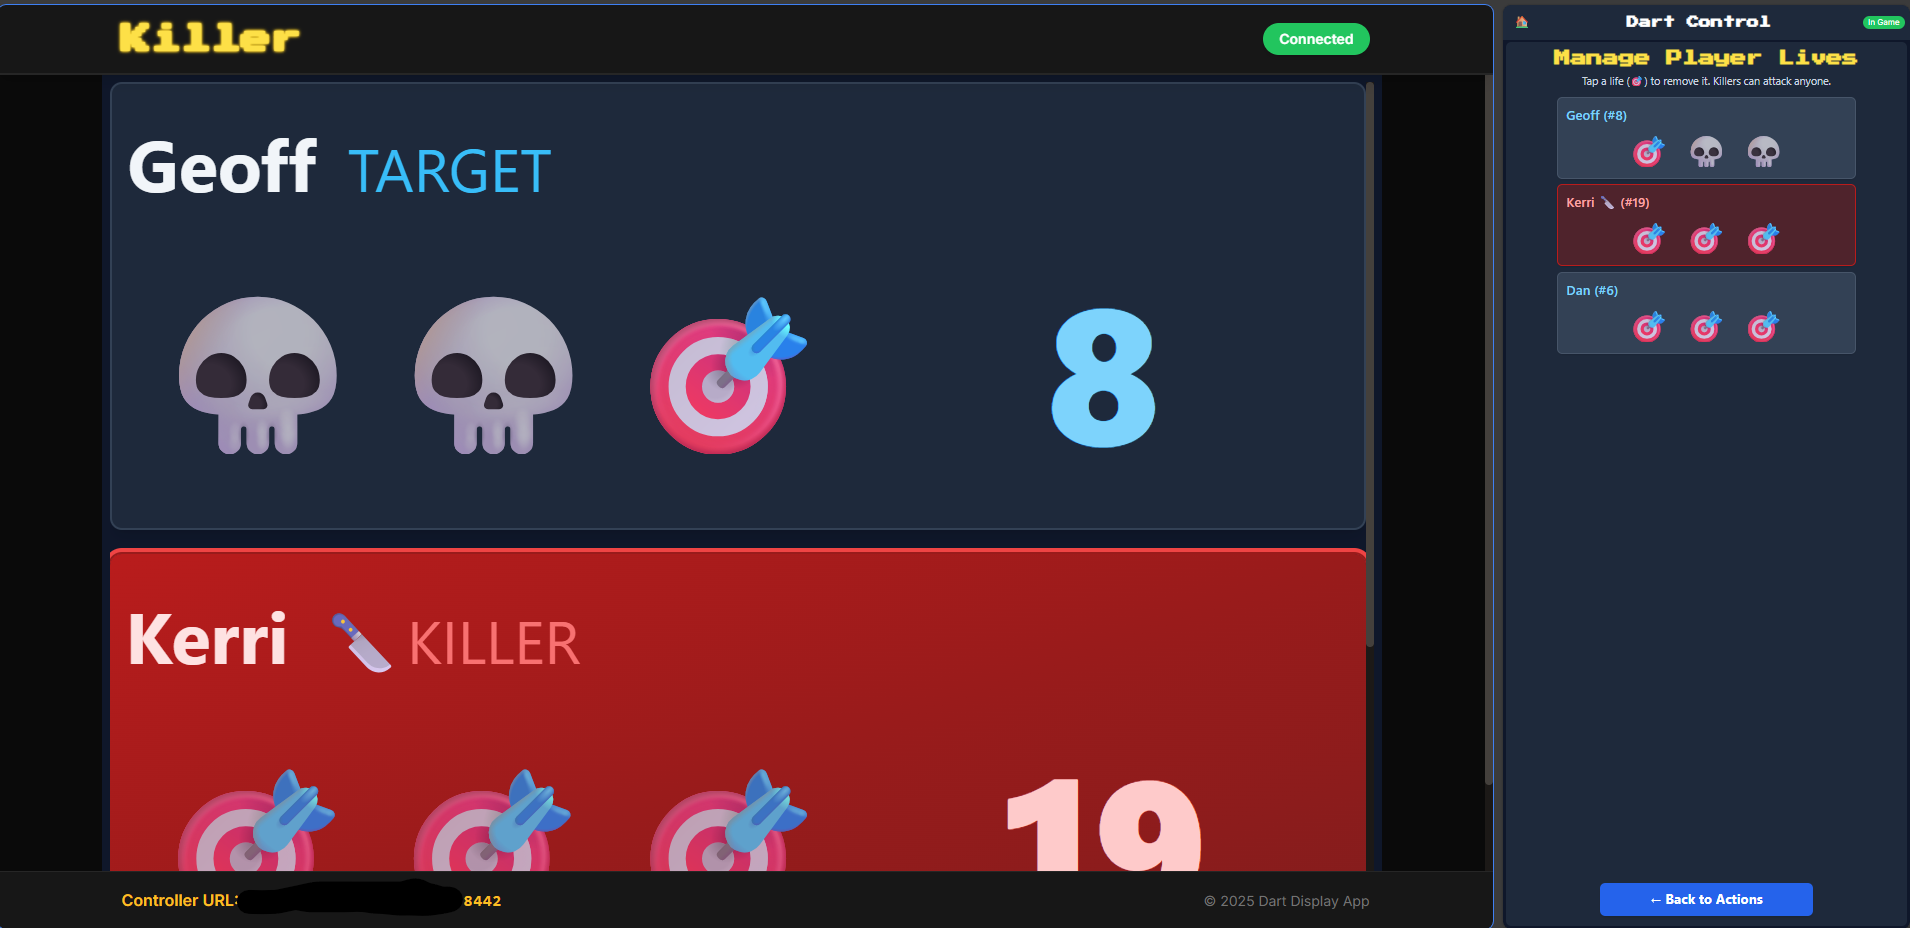 Killer
Connected
Geoff TARGET
8
Kerri KILLER
19
Controller URL: 8442
© 2025 Dart Display App
Dart Control
In Game
Manage Player Lives
Tap a life (🎯) to remove it. Killers can attack anyone.
Geoff (#8)
Kerri 🔪 (#19)
Dan (#6)
← Back to Actions